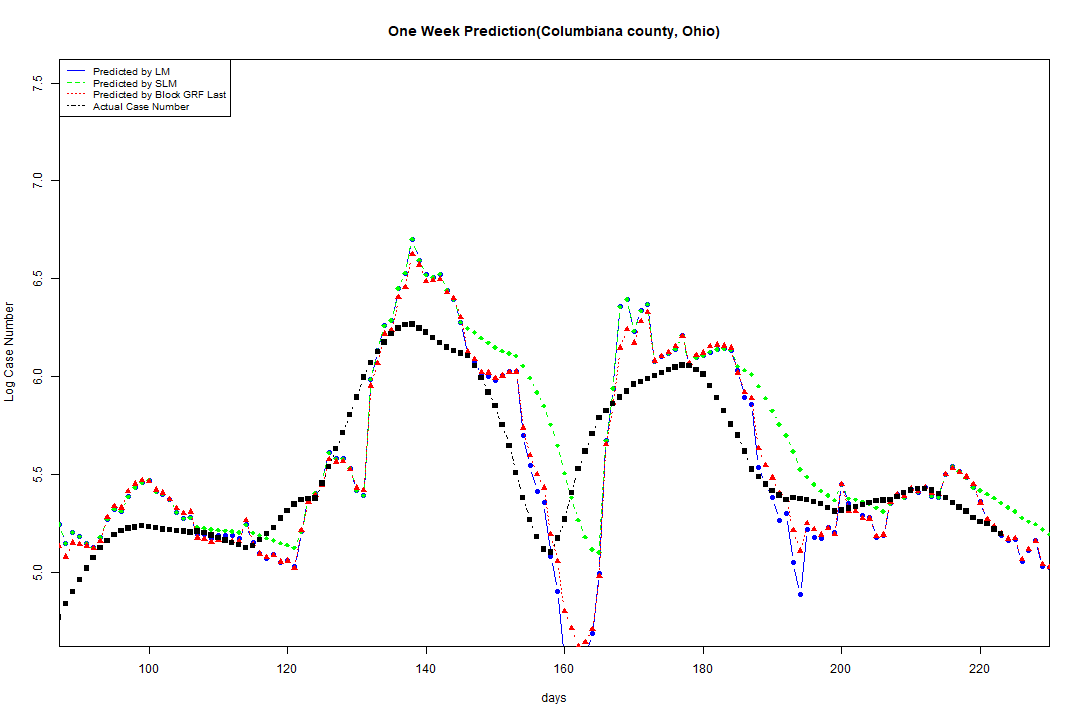 One Week Prediction(Columbiana county, Ohio)
Predicted by LM
Predicted by SLM
Predicted by Block GRF Last
Actual Case Number
7.5
7.0
6.5
6.0
5.5
5.0
Log Case Number
100 120 140 160 180 200 220
days